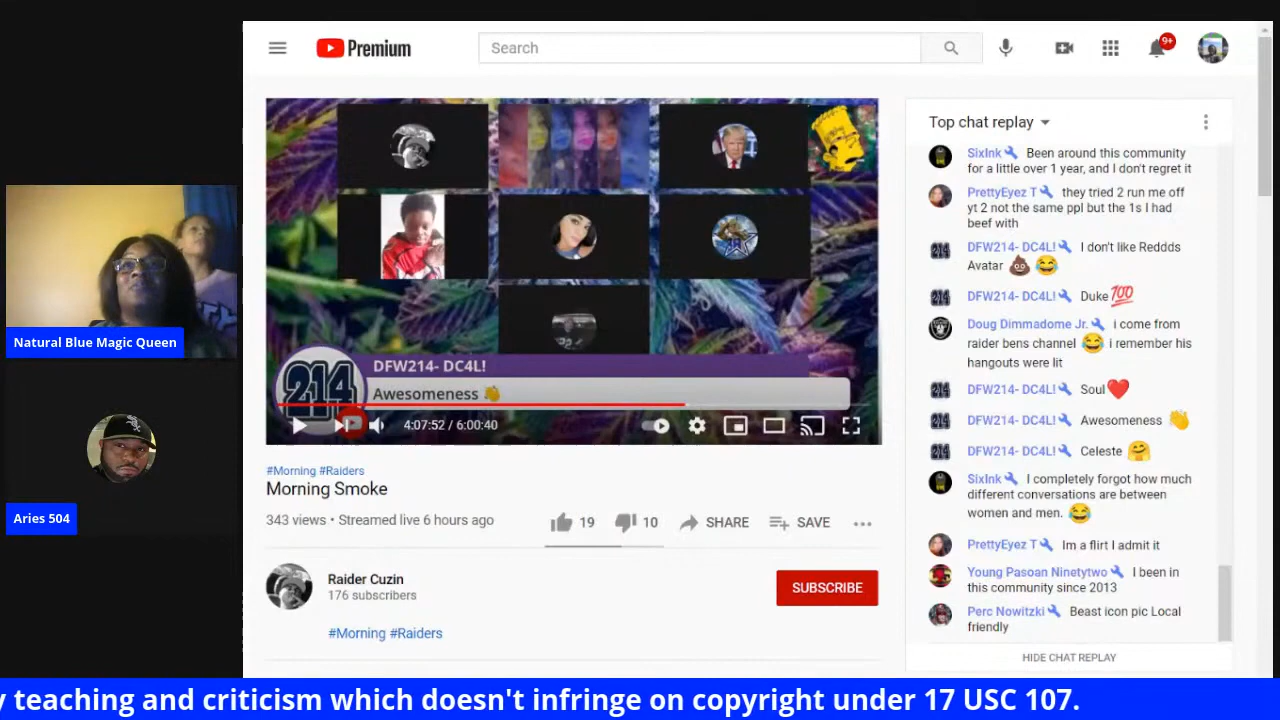 Premium
Search
9+
DFW214- DC4L!
Awesomeness 👏
214
4:07:52 / 6:00:40
#Morning #Raiders
Morning Smoke
343 views • Streamed live 6 hours ago
19
10
SHARE
SAVE
Raider Cuzin
176 subscribers
SUBSCRIBE
#Morning #Raiders
Top chat replay
SixInk Been around this community
for a little over 1 year, and I don't regret it
PrettyEyez T they tried 2 run me off
yt 2 not the same ppl but the 1s I had
beef with
DFW214- DC4L! I don't like Reddds
Avatar 💩 😂
DFW214- DC4L! Duke 💯
Doug Dimmadome Jr. i come from
raider bens channel 😂 i remember his
hangouts were lit
DFW214- DC4L! Soul ❤️
DFW214- DC4L! Awesomeness 👏
DFW214- DC4L! Celeste 🤗
SixInk I completely forgot how much
different conversations are between
women and men. 😂
PrettyEyez T Im a flirt I admit it
Young Pasoan Ninetytwo I been in
this community since 2013
Perc Nowitzki Beast icon pic Local
friendly
HIDE CHAT REPLAY
Natural Blue Magic Queen
Aries 504
y teaching and criticism which doesn't infringe on copyright under 17 USC 107.